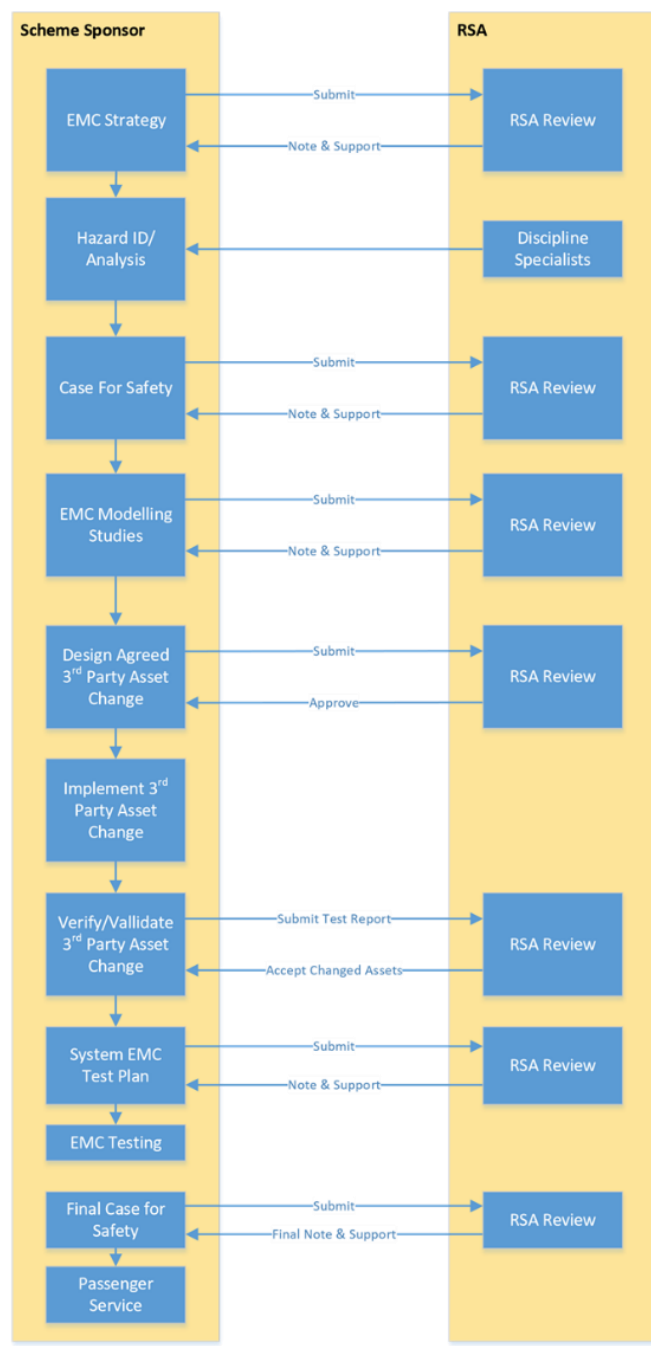 Scheme Sponsor
RSA
EMC Strategy
Submit
Note & Support
RSA Review
Hazard ID/
Analysis
Discipline
Specialists
Case For Safety
Submit
Note & Support
RSA Review
EMC Modelling
Studies
Submit
Note & Support
RSA Review
Design Agreed
3rd Party Asset
Change
Submit
Approve
RSA Review
Implement 3rd
Party Asset
Change
Verify/Vallidate
3rd Party Asset
Change
Submit Test Report
Accept Changed Assets
RSA Review
System EMC
Test Plan
Submit
Note & Support
RSA Review
EMC Testing
Final Case for
Safety
Submit
Final Note & Support
RSA Review
Passenger
Service